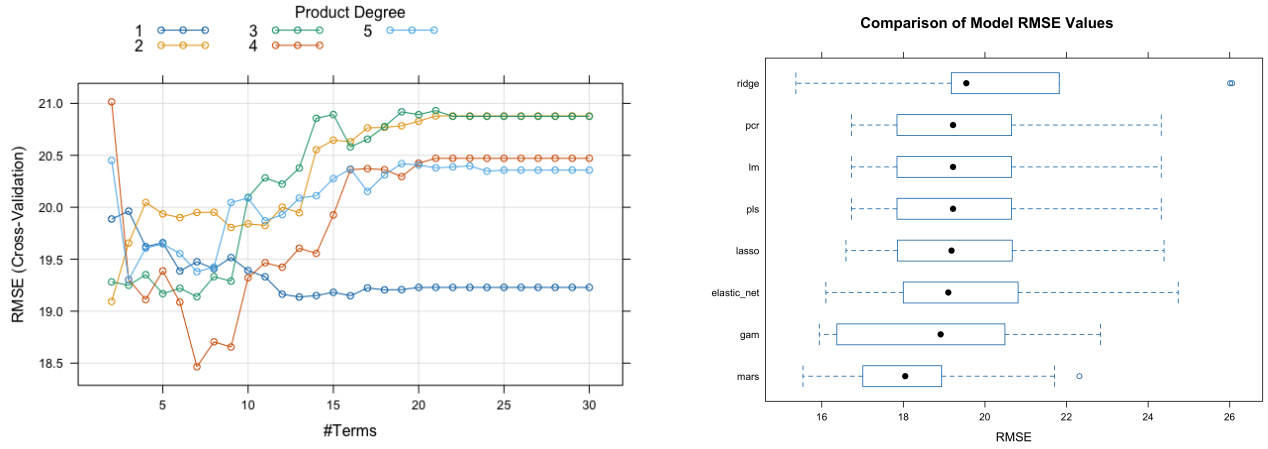 Product Degree
1 3 5
2 4
21.0
20.5
20.0
19.5
19.0
18.5
RMSE (Cross-Validation)
5 10 15 20 25 30
#Terms
Comparison of Model RMSE Values
ridge
pcr
lm
pls
lasso
elastic_net
gam
mars
16 18 20 22 24 26
RMSE